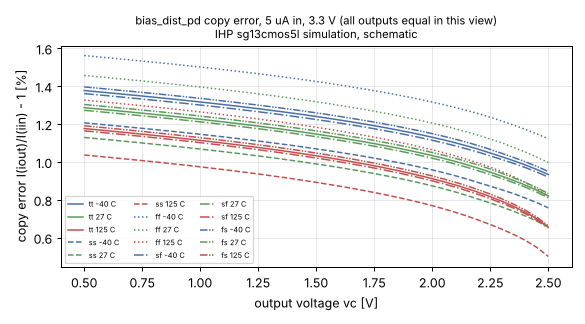 bias_dist_pd copy error, 5 uA in, 3.3 V (all outputs equal in this view)
IHP sg13cmos5l simulation, schematic
copy error I(iout)/I(iin) - 1 [%]
1.6
1.4
1.2
1.0
0.8
0.6
tt -40 C
tt 27 C
tt 125 C
ss -40 C
ss 27 C
ss 125 C
ff -40 C
ff 27 C
ff 125 C
sf -40 C
sf 27 C
sf 125 C
fs -40 C
fs 27 C
fs 125 C
0.50 0.75 1.00 1.25 1.50 1.75 2.00 2.25 2.50
output voltage vc [V]